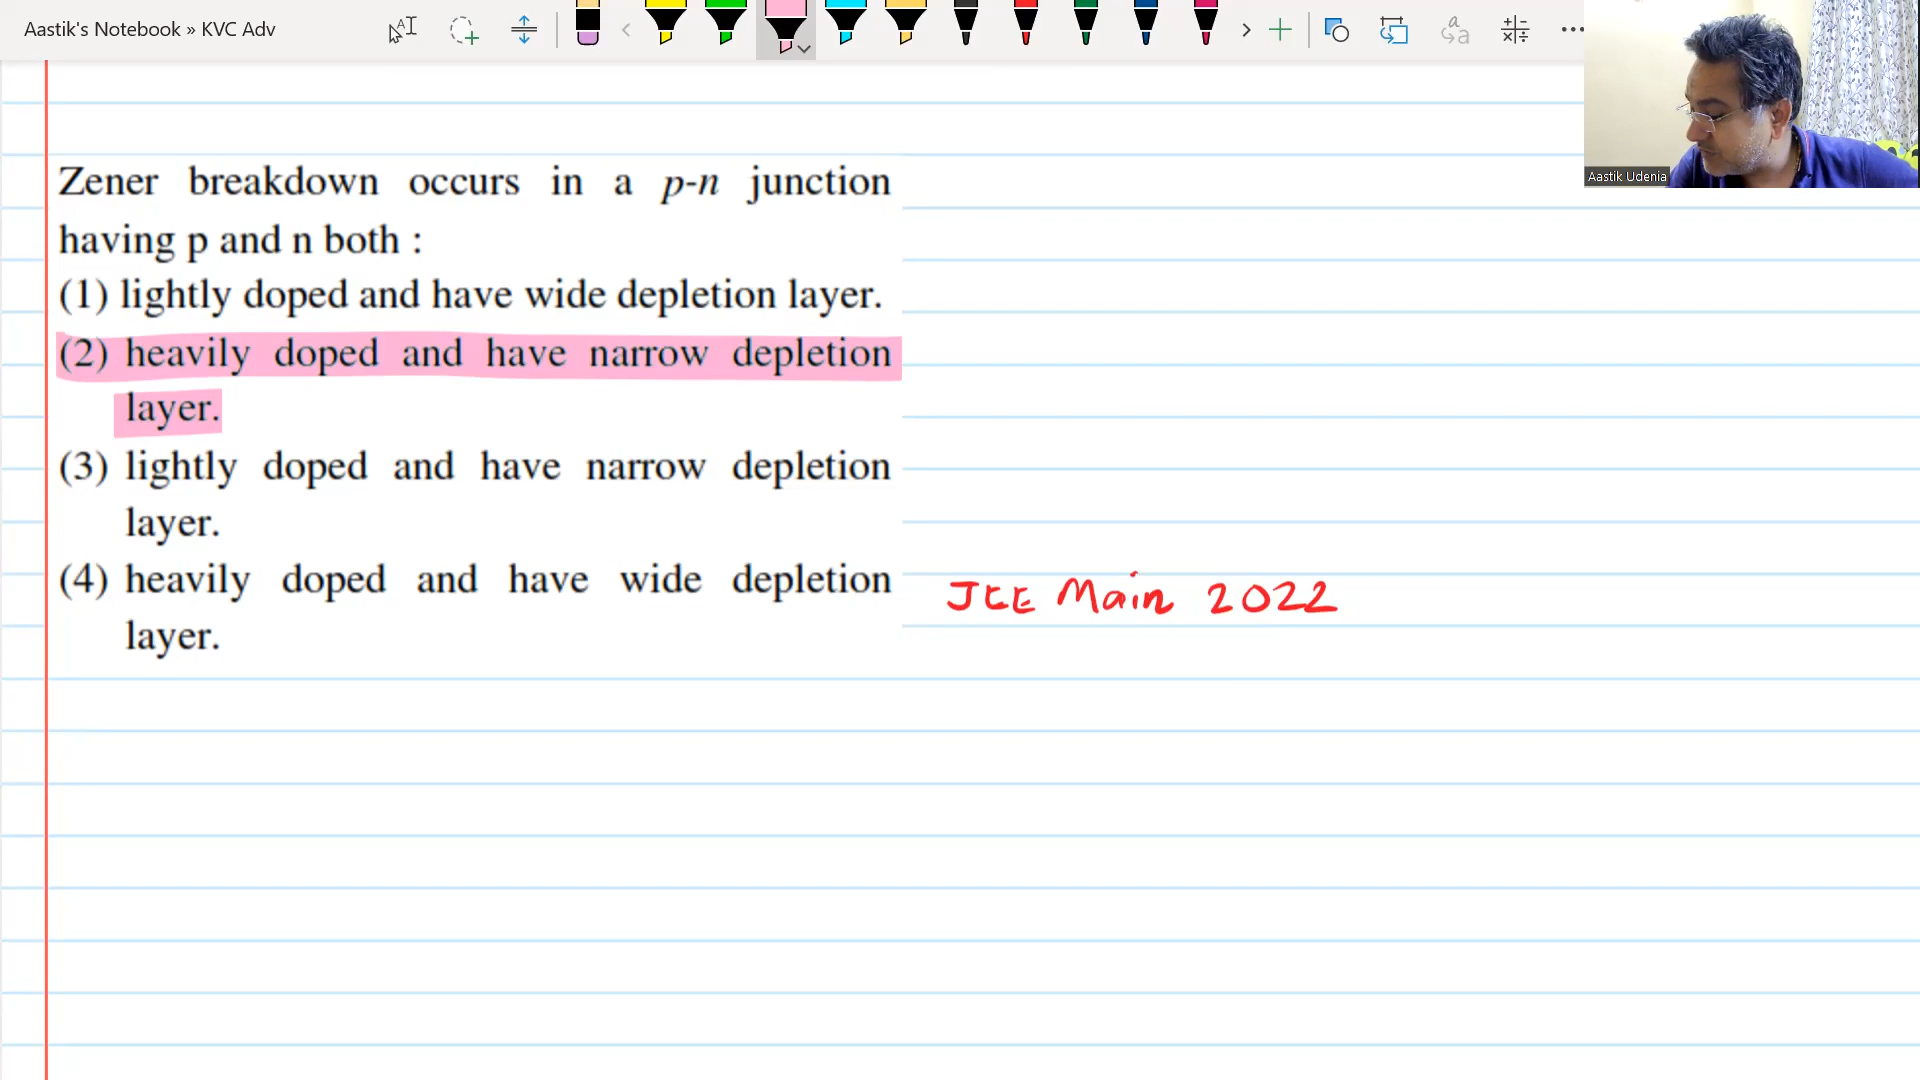 Aastik's Notebook » KVC Adv
Aastik Udenia
Zener breakdown occurs in a p-n junction
having p and n both :
(1) lightly doped and have wide depletion layer.
(2) heavily doped and have narrow depletion
layer.
(3) lightly doped and have narrow depletion
layer.
(4) heavily doped and have wide depletion
layer.
JEE Main 2022